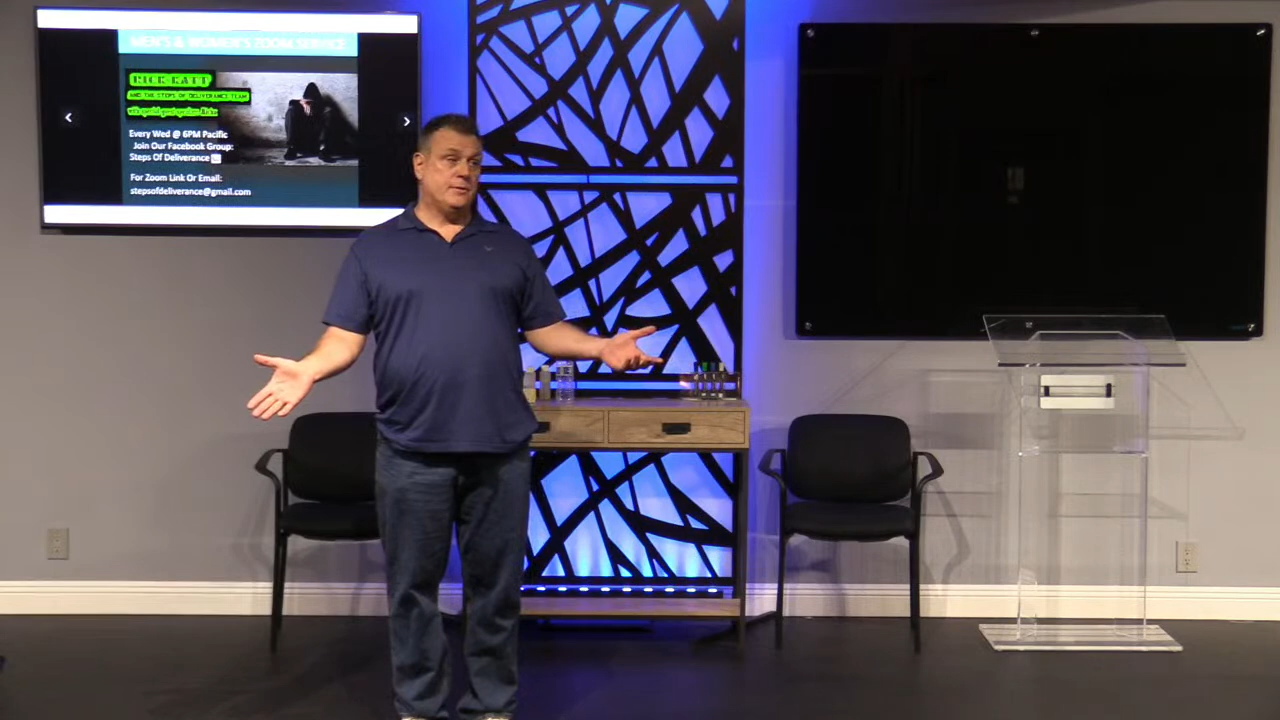 MEN'S & WOMEN'S ZOOM SERVICE
RICK KATT
AND THE STEPS OF DELIVERANCE TEAM
Every Wed @ 6PM Pacific
Join Our Facebook Group:
Steps Of Deliverance
For Zoom Link Or Email:
stepsofdeliverance@gmail.com